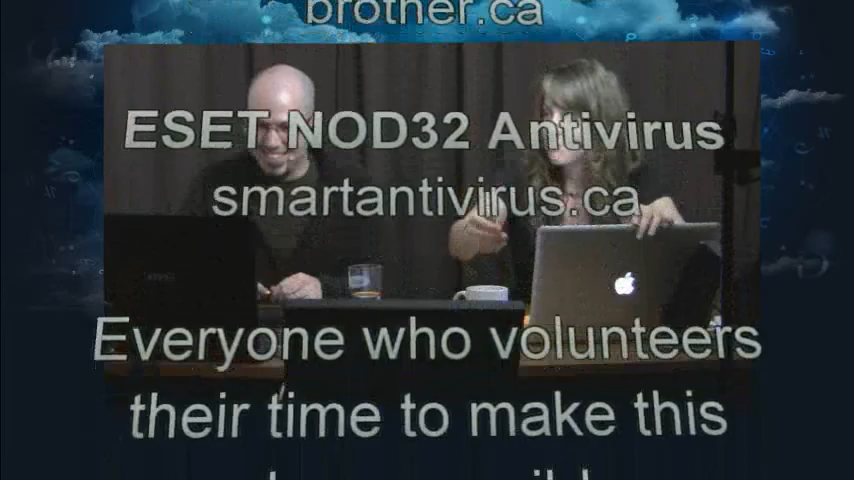 brother.ca
ESET NOD32 Antivirus
smartantivirus.ca
Everyone who volunteers
their time to make this